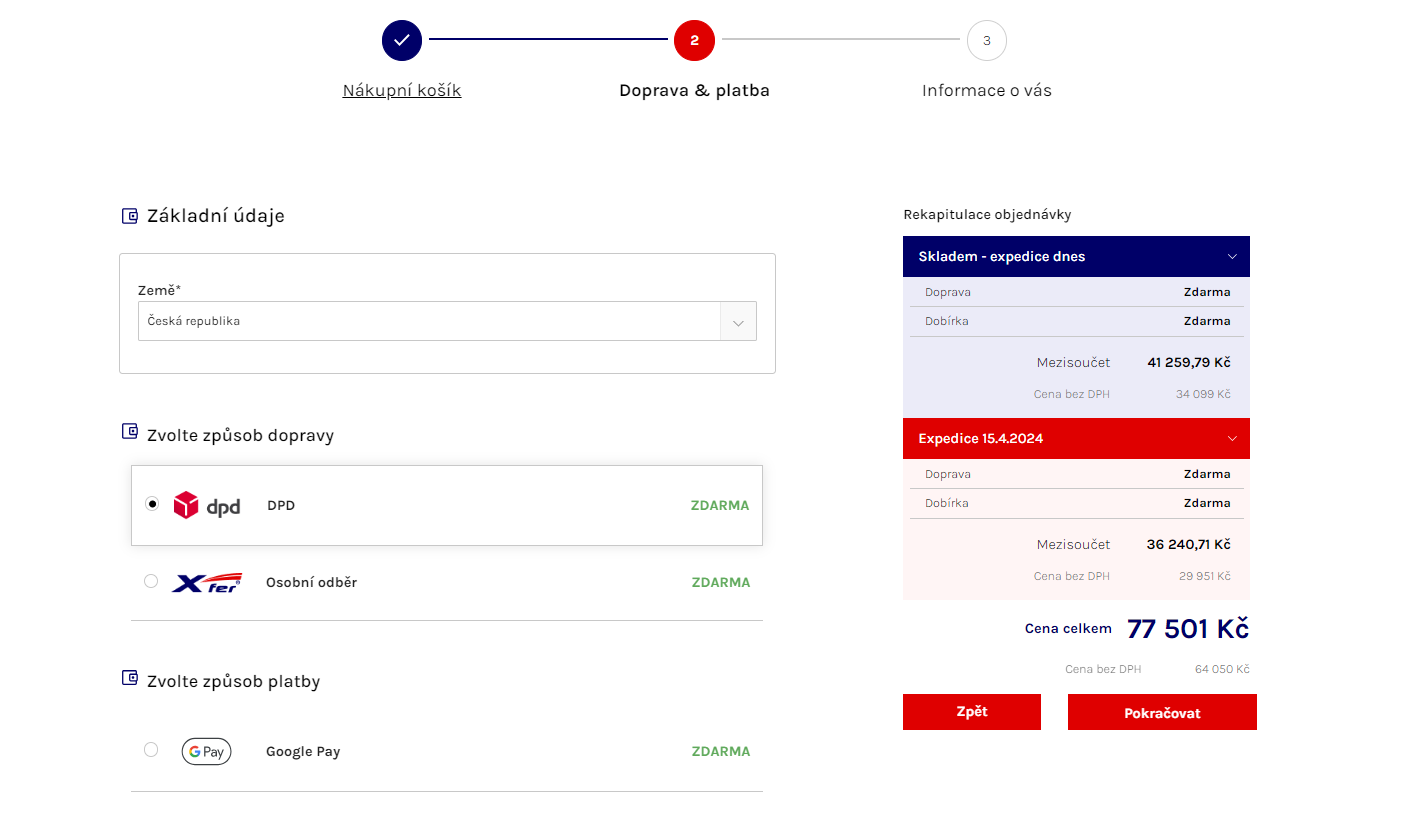 2
3
Nákupní košík
Doprava & platba
Informace o vás
Základní údaje
Země*
Česká republika
Zvolte způsob dopravy
dpd
DPD
ZDARMA
Xfer
Osobní odběr
ZDARMA
Zvolte způsob platby
G Pay
Google Pay
ZDARMA
Rekapitulace objednávky
Skladem - expedice dnes
Doprava Zdarma
Dobírka Zdarma
Mezisoučet 41 259,79 Kč
Cena bez DPH 34 099 Kč
Expedice 15.4.2024
Doprava Zdarma
Dobírka Zdarma
Mezisoučet 36 240,71 Kč
Cena bez DPH 29 951 Kč
Cena celkem 77 501 Kč
Cena bez DPH 64 050 Kč
Zpět
Pokračovat